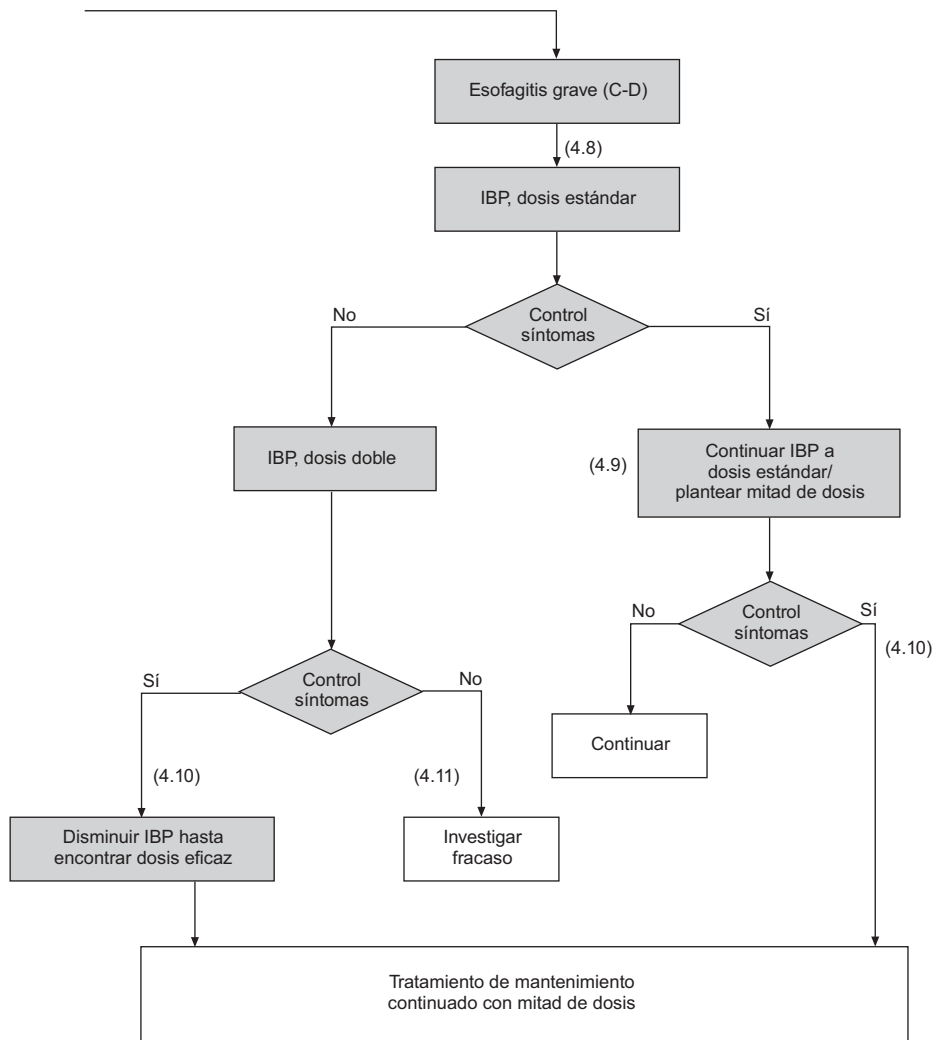 Esofagitis grave (C-D)
(4.8)
IBP, dosis estándar
Control
síntomas
No
Sí
IBP, dosis doble
(4.9)
Continuar IBP a
dosis estándar/
plantear mitad de dosis
Control
síntomas
No
Sí
(4.10)
Continuar
Control
síntomas
Sí
No
(4.10)
(4.11)
Disminuir IBP hasta
encontrar dosis eficaz
Investigar
fracaso
Tratamiento de mantenimiento
continuado con mitad de dosis